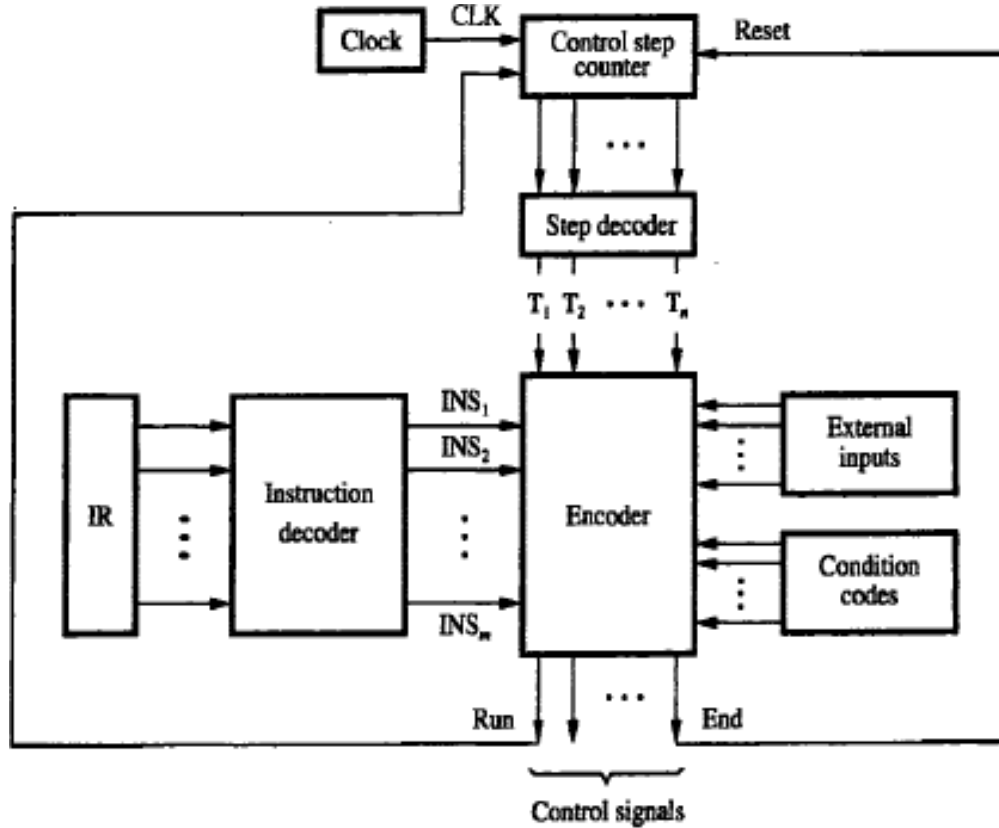 CLK
Clock
Control step
counter
Reset
...
Step decoder
T₁ T₂ ... Tₙ
INS₁
INS₂
INSₘ
IR
Instruction
decoder
Encoder
External
inputs
Condition
codes
Run
...
End
Control signals